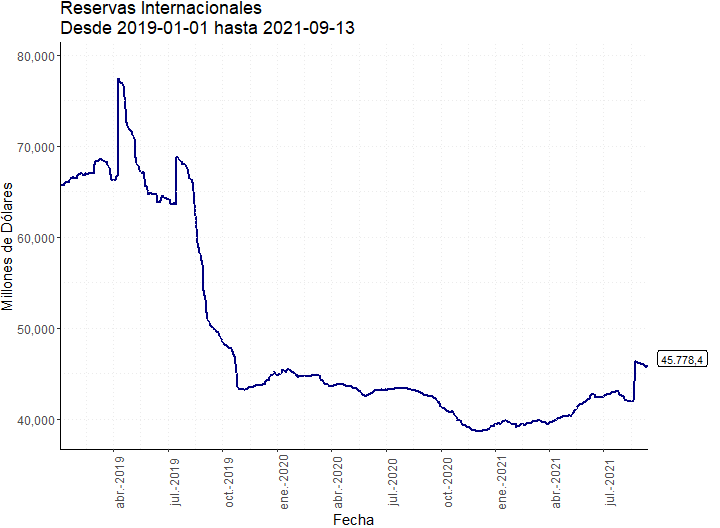 Reservas Internacionales
Desde 2019-01-01 hasta 2021-09-13
Millones de Dólares
80,000
70,000
60,000
50,000
40,000
45.778,4
abr.-2019
jul.-2019
oct.-2019
ene.-2020
abr.-2020
jul.-2020
oct.-2020
ene.-2021
abr.-2021
jul.-2021
Fecha